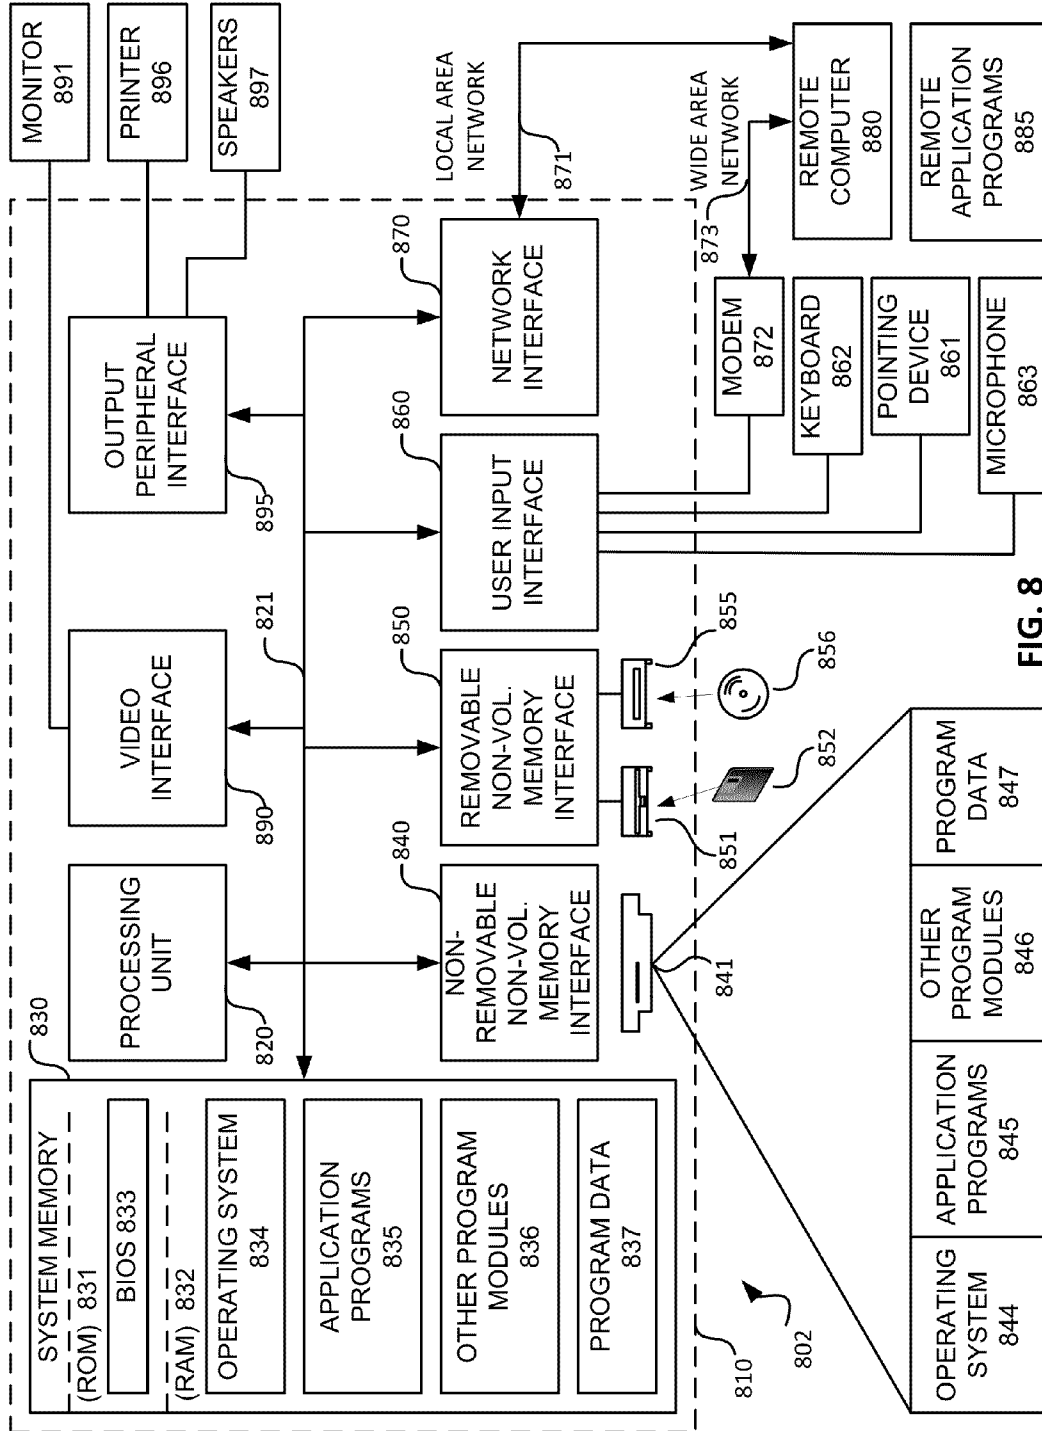 SYSTEM MEMORY
(ROM) 831
BIOS 833
(RAM) 832
OPERATING SYSTEM
834
APPLICATION
PROGRAMS
835
OTHER PROGRAM
MODULES
836
PROGRAM DATA
837
830
PROCESSING
UNIT
820
VIDEO
INTERFACE
890
821
OUTPUT
PERIPHERAL
INTERFACE
895
MONITOR
891
PRINTER
896
SPEAKERS
897
NON-
REMOVABLE
NON-VOL.
MEMORY
INTERFACE
840
REMOVABLE
NON-VOL.
MEMORY
INTERFACE
850
USER INPUT
INTERFACE
860
NETWORK
INTERFACE
870
LOCAL AREA
NETWORK
871
841
851
852
855
856
810
802
WIDE AREA
NETWORK
873
MODEM
872
KEYBOARD
862
POINTING
DEVICE
861
MICROPHONE
863
REMOTE
COMPUTER
880
REMOTE
APPLICATION
PROGRAMS
885
OPERATING
SYSTEM
844
APPLICATION
PROGRAMS
845
OTHER
PROGRAM
MODULES
846
PROGRAM
DATA
847
FIG. 8